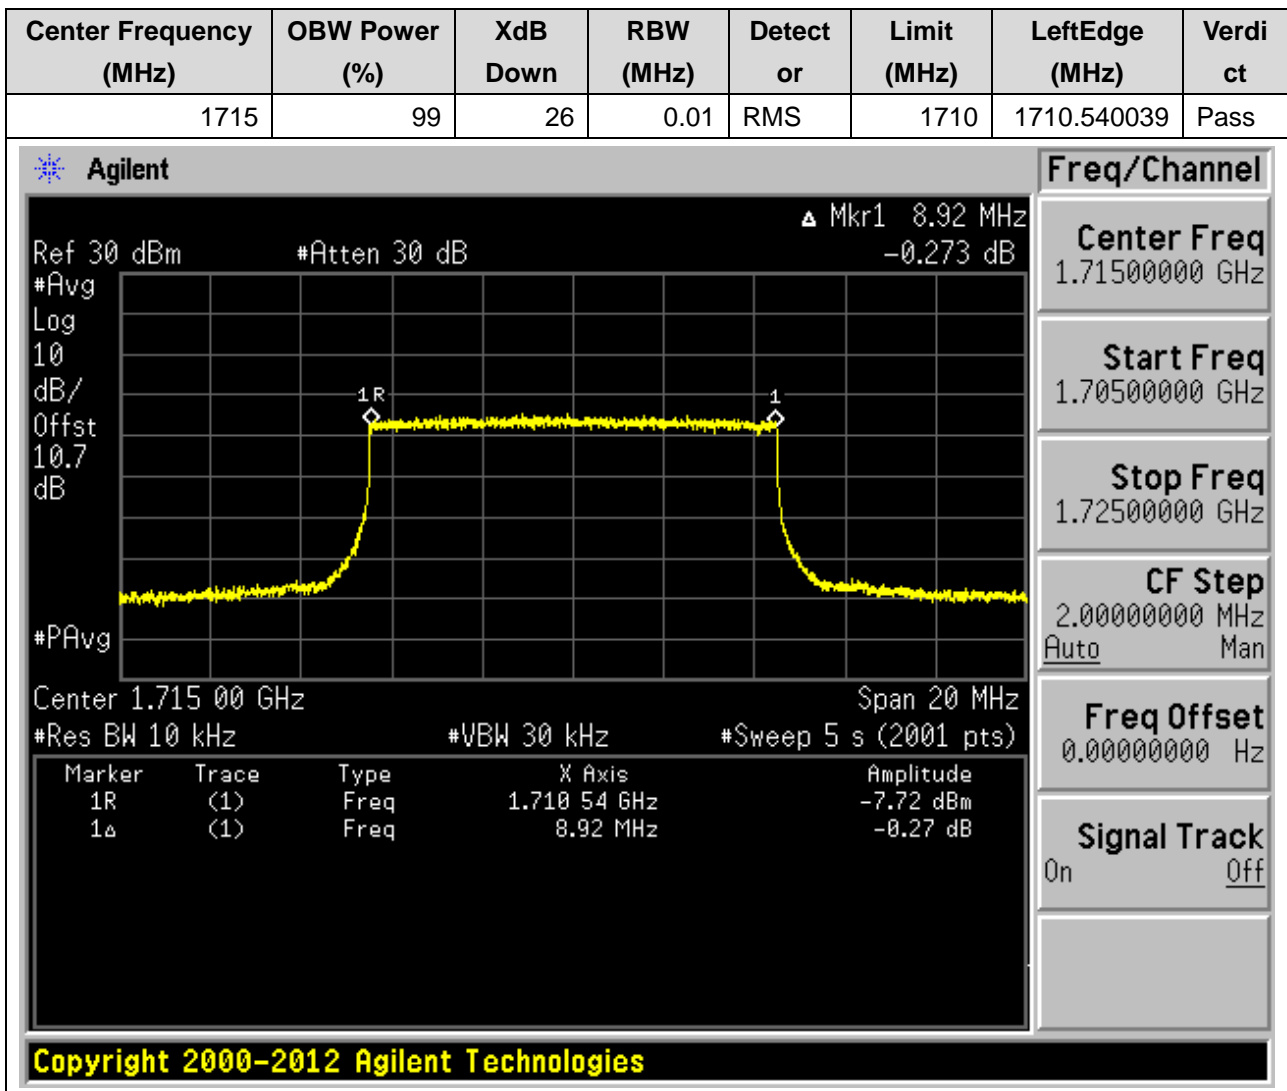 Center Frequency (MHz) OBW Power (%) XdB Down RBW (MHz) Detect or Limit (MHz) LeftEdge (MHz) Verdi ct
1715 99 26 0.01 RMS 1710 1710.540039 Pass
Agilent
Freq/Channel
Δ Mkr1 8.92 MHz
Ref 30 dBm #Atten 30 dB -0.273 dB
#Avg
Log
10
dB/
Offst
10.7
dB
#PAvg
1R
1
Center 1.715 00 GHz Span 20 MHz
#Res BW 10 kHz #VBW 30 kHz #Sweep 5 s (2001 pts)
Marker Trace Type X Axis Amplitude
1R (1) Freq 1.710 54 GHz -7.72 dBm
1Δ (1) Freq 8.92 MHz -0.27 dB
Center Freq
1.71500000 GHz
Start Freq
1.70500000 GHz
Stop Freq
1.72500000 GHz
CF Step
2.00000000 MHz
Auto Man
Freq Offset
0.00000000 Hz
Signal Track
On Off
Copyright 2000-2012 Agilent Technologies